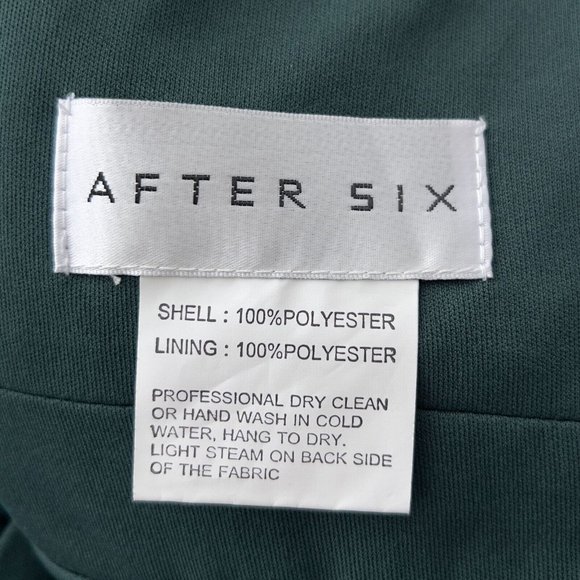 AFTER SIX
SHELL : 100%POLYESTER
LINING : 100%POLYESTER
PROFESSIONAL DRY CLEAN
OR HAND WASH IN COLD
WATER, HANG TO DRY.
LIGHT STEAM ON BACK SIDE
OF THE FABRIC